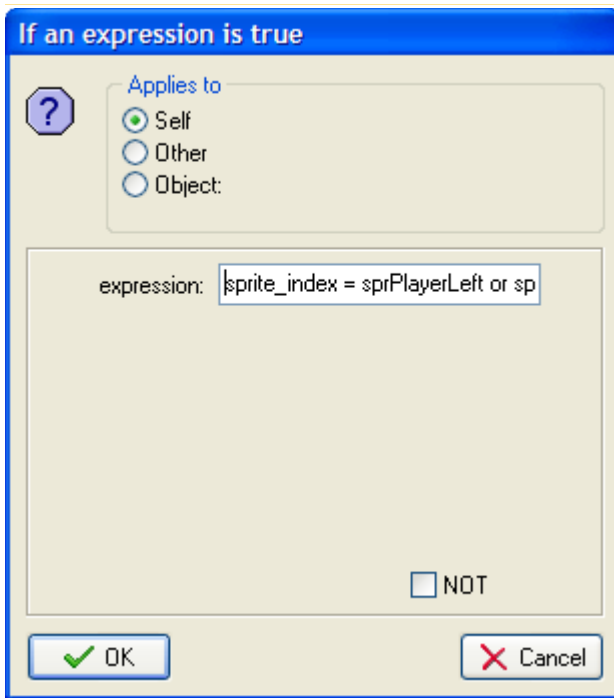 If an expression is true
Applies to
?
Self
Other
Object:
expression: sprite_index = sprPlayerLeft or sp
NOT
OK
Cancel